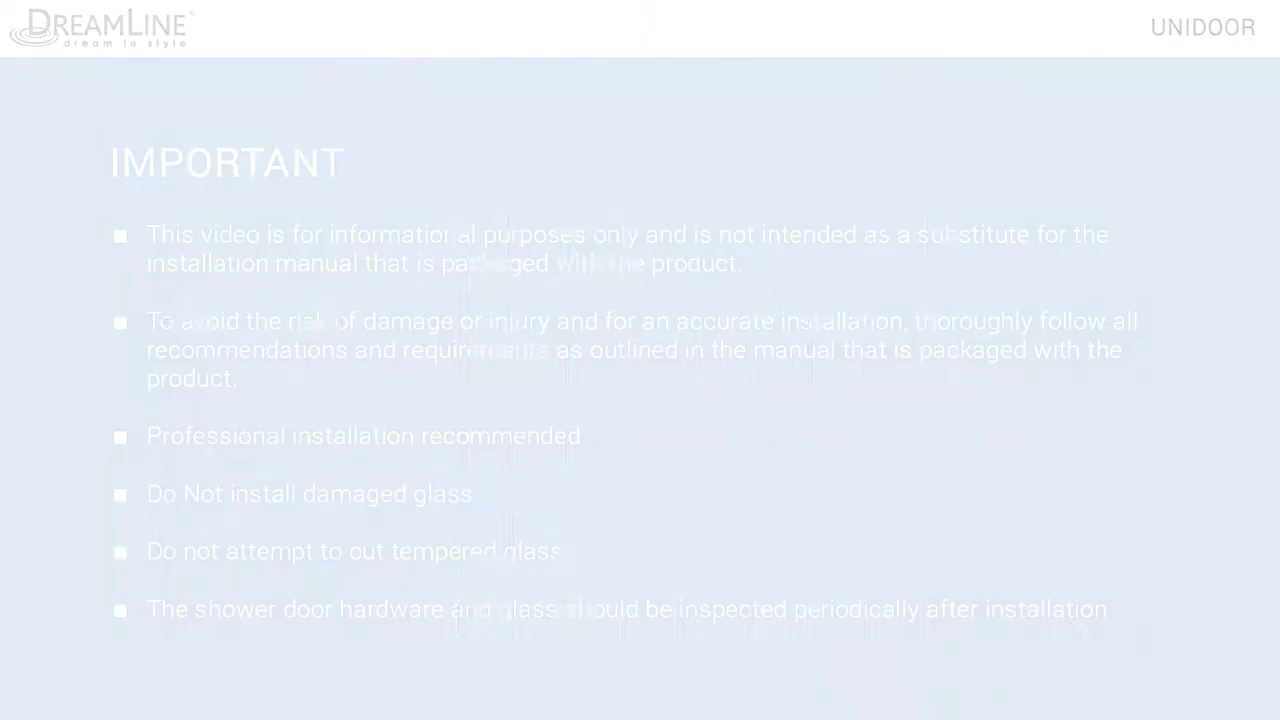 DREAMLINE®
dream in style
UNIDOOR
IMPORTANT
This video is for informational purposes only and is not intended as a substitute for the
installation manual that is packaged with the product.
To avoid the risk of damage or injury and for an accurate installation, thoroughly follow all
recommendations and requirements as outlined in the manual that is packaged with the
product.
Professional installation recommended
Do Not install damaged glass
Do not attempt to cut tempered glass
The shower door hardware and glass should be inspected periodically after installation